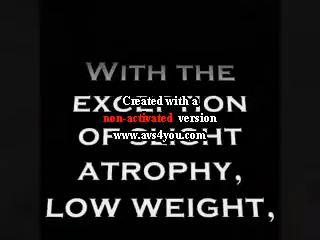 WITH THE
EXCEPTION
OF SLIGHT
ATROPHY,
LOW WEIGHT,
Created with a
non-activated version
www.avs4you.com